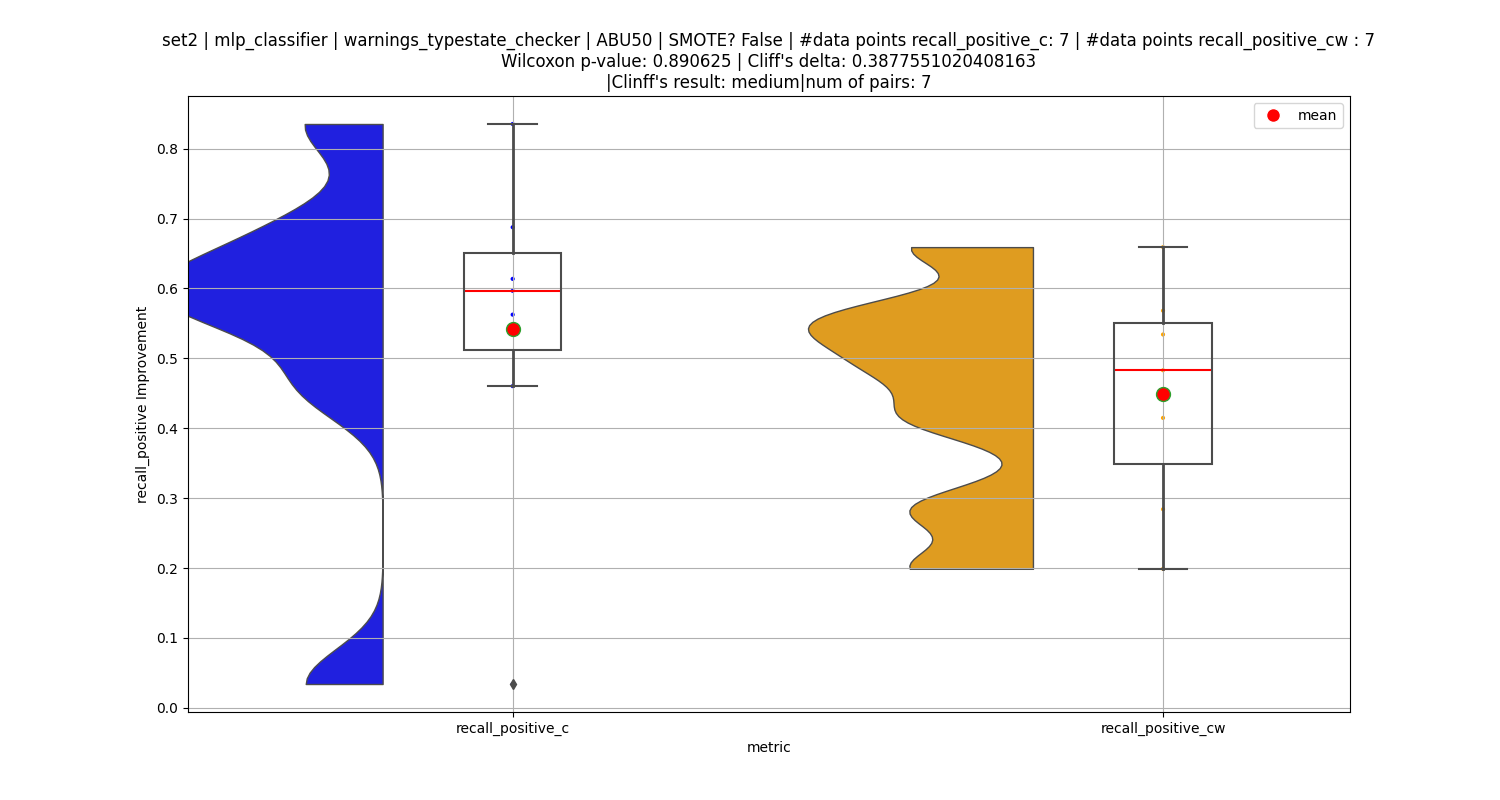 set2 | mlp_classifier | warnings_typestate_checker | ABU50 | SMOTE? False | #data points recall_positive_c: 7 | #data points recall_positive_cw : 7
Wilcoxon p-value: 0.890625 | Cliff's delta: 0.3877551020408163
|Clinff's result: medium|num of pairs: 7
mean
0.8
0.7
0.6
0.5
0.4
0.3
0.2
0.1
0.0
recall_positive Improvement
recall_positive_c
recall_positive_cw
metric